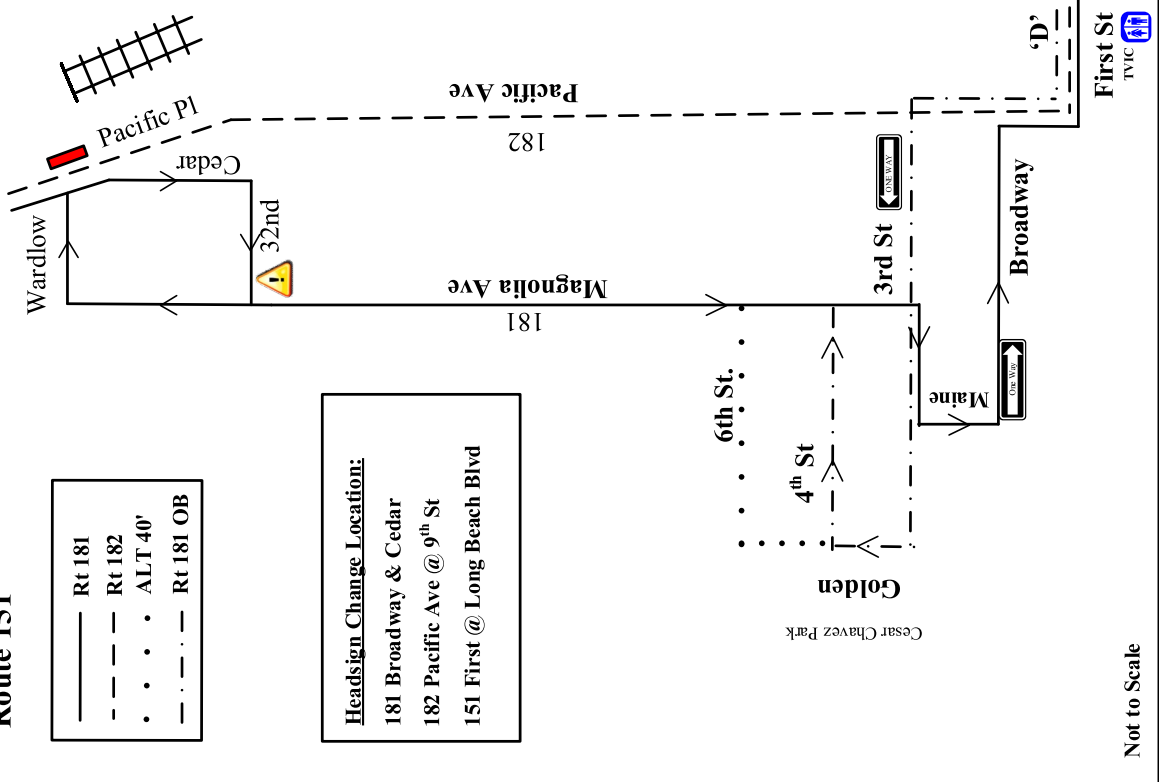 Route 151
Rt 181
Rt 182
ALT 40'
Rt 181 OB
Headsign Change Location:
181 Broadway & Cedar
182 Pacific Ave @ 9th St
151 First @ Long Beach Blvd
Wardlow
Pacific Pl
Cedar
32nd
Magnolia Ave
181
Pacific Ave
182
6th St.
4th St
3rd St
ONE WAY
Golden
Cesar Chavez Park
Maine
One Way
Broadway
'D'
First St
TVIC
Not to Scale